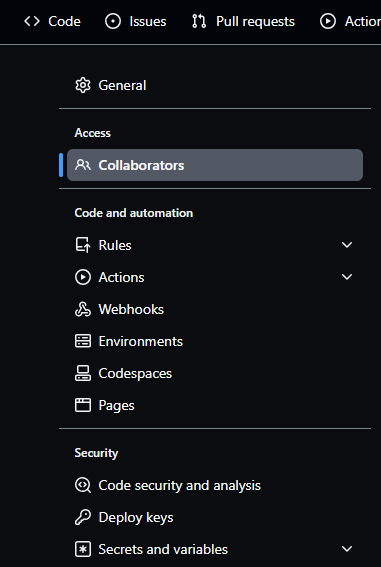 Code Issues Pull requests Action
General
Access
Collaborators
Code and automation
Rules
Actions
Webhooks
Environments
Codespaces
Pages
Security
Code security and analysis
Deploy keys
Secrets and variables